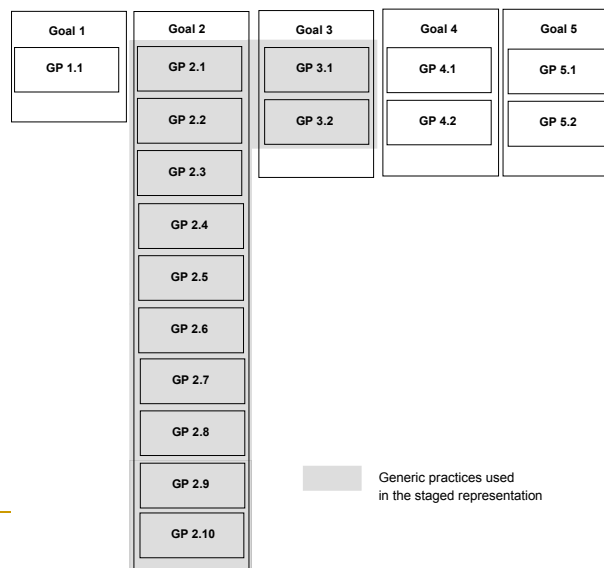 Goal 1
Goal 2
Goal 3
Goal 4
Goal 5
GP 1.1
GP 2.1
GP 3.1
GP 4.1
GP 5.1
GP 2.2
GP 3.2
GP 4.2
GP 5.2
GP 2.3
GP 2.4
GP 2.5
GP 2.6
GP 2.7
GP 2.8
GP 2.9
GP 2.10
Generic practices used
in the staged representation